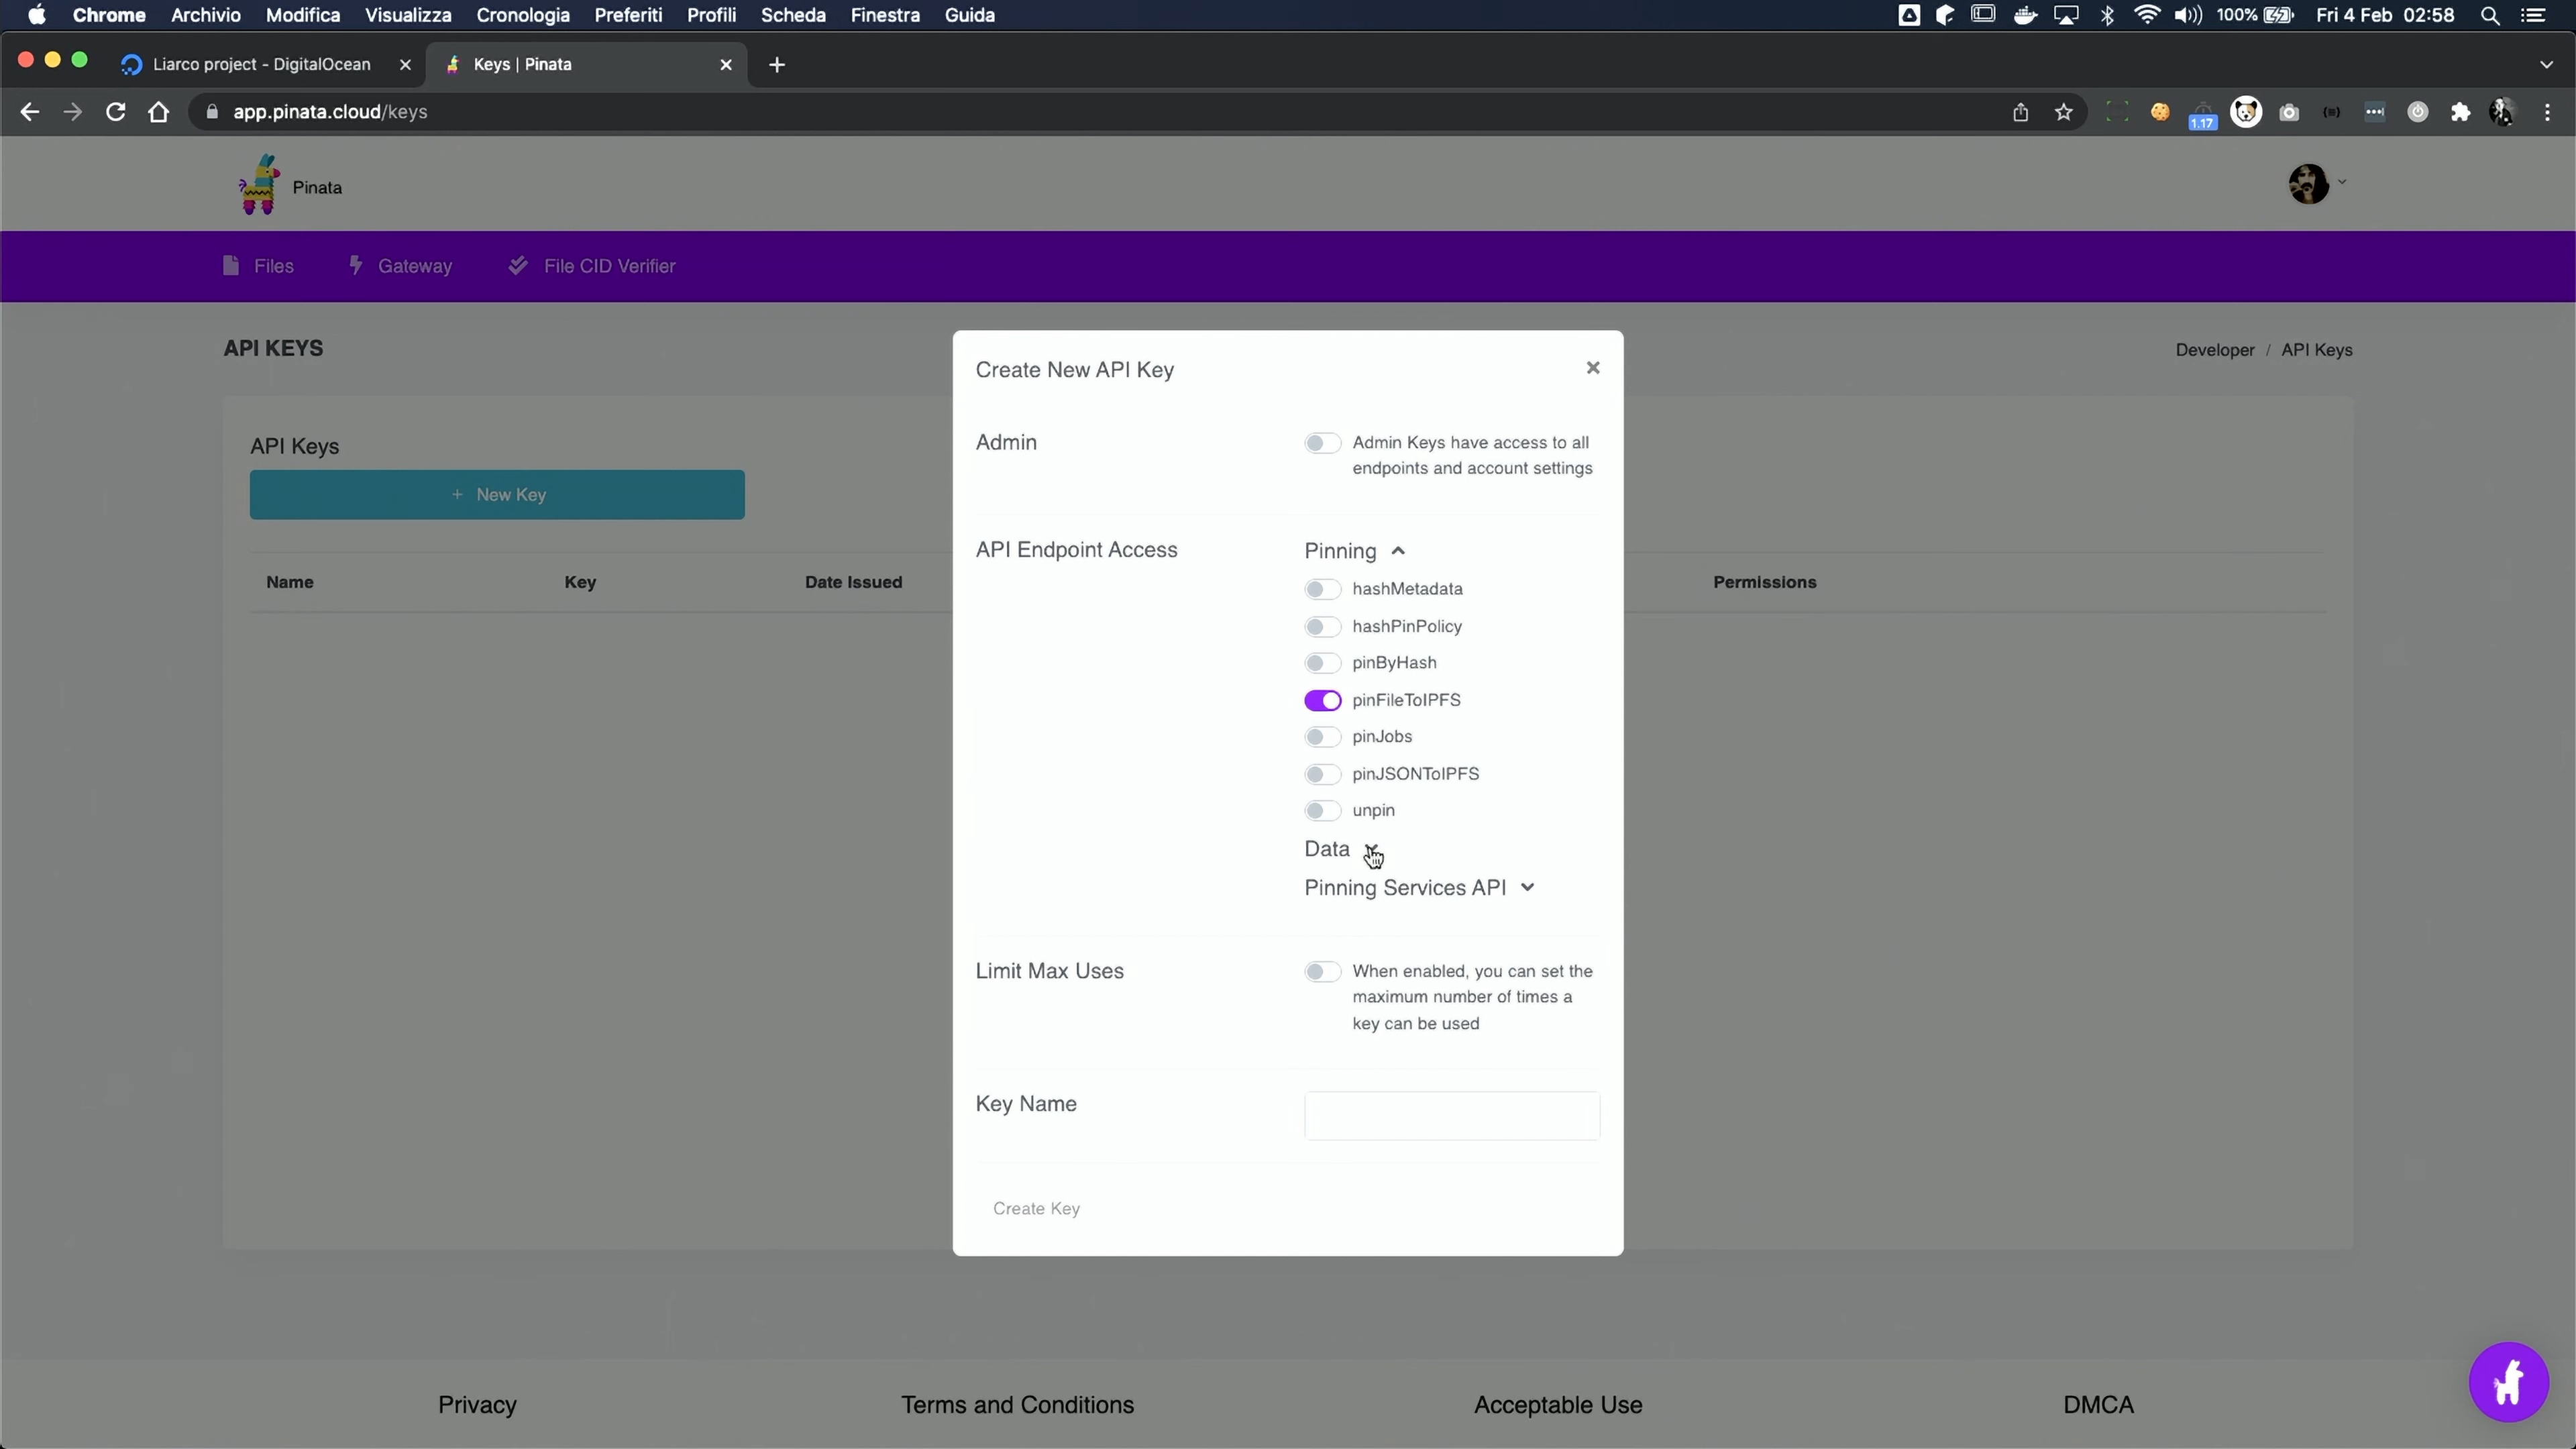 Chrome Archivio Modifica Visualizza Cronologia Preferiti Profili Scheda Finestra Guida 100% Fri 4 Feb 02:58
Liarco project - DigitalOcean Keys | Pinata
app.pinata.cloud/keys 1.17
Pinata
Files Gateway File CID Verifier
API KEYS Developer / API Keys
API Keys
+ New Key
Name Key Date Issued Permissions
Create New API Key
Admin Admin Keys have access to all
endpoints and account settings
API Endpoint Access Pinning
hashMetadata
hashPinPolicy
pinByHash
pinFileToIPFS
pinJobs
pinJSONToIPFS
unpin
Data
Pinning Services API
Limit Max Uses When enabled, you can set the
maximum number of times a
key can be used
Key Name
Create Key
Privacy Terms and Conditions Acceptable Use DMCA